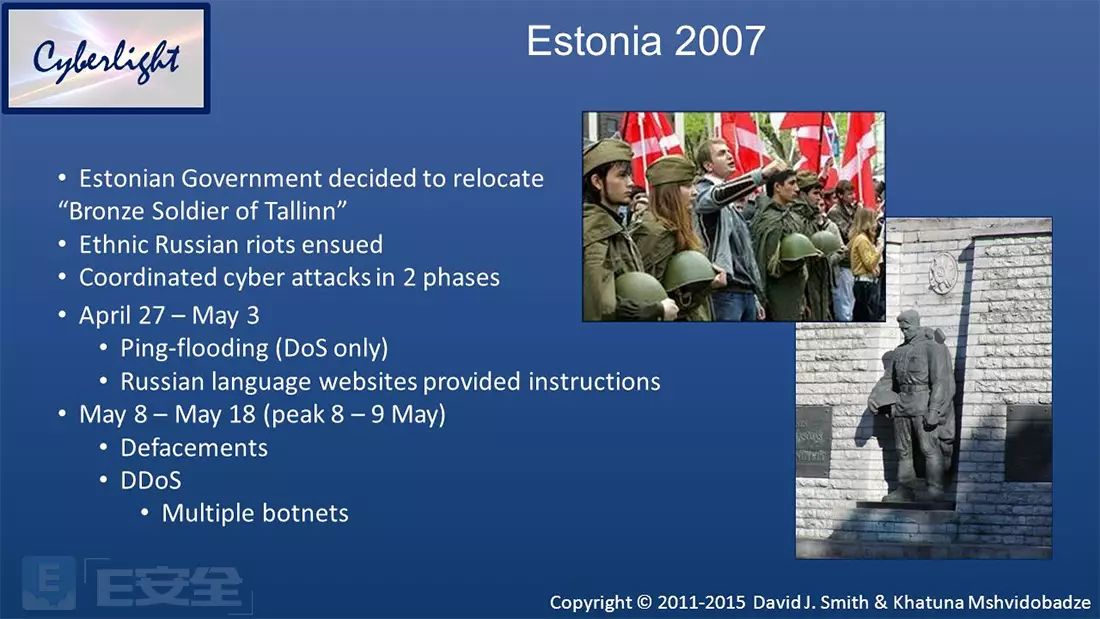 Cyberlight
Estonia 2007
• Estonian Government decided to relocate
“Bronze Soldier of Tallinn”
• Ethnic Russian riots ensued
• Coordinated cyber attacks in 2 phases
• April 27 – May 3
• Ping-flooding (DoS only)
• Russian language websites provided instructions
• May 8 – May 18 (peak 8 – 9 May)
• Defacements
• DDoS
• Multiple botnets
E
E安全
Copyright © 2011-2015 David J. Smith & Khatuna Mshvidobadze